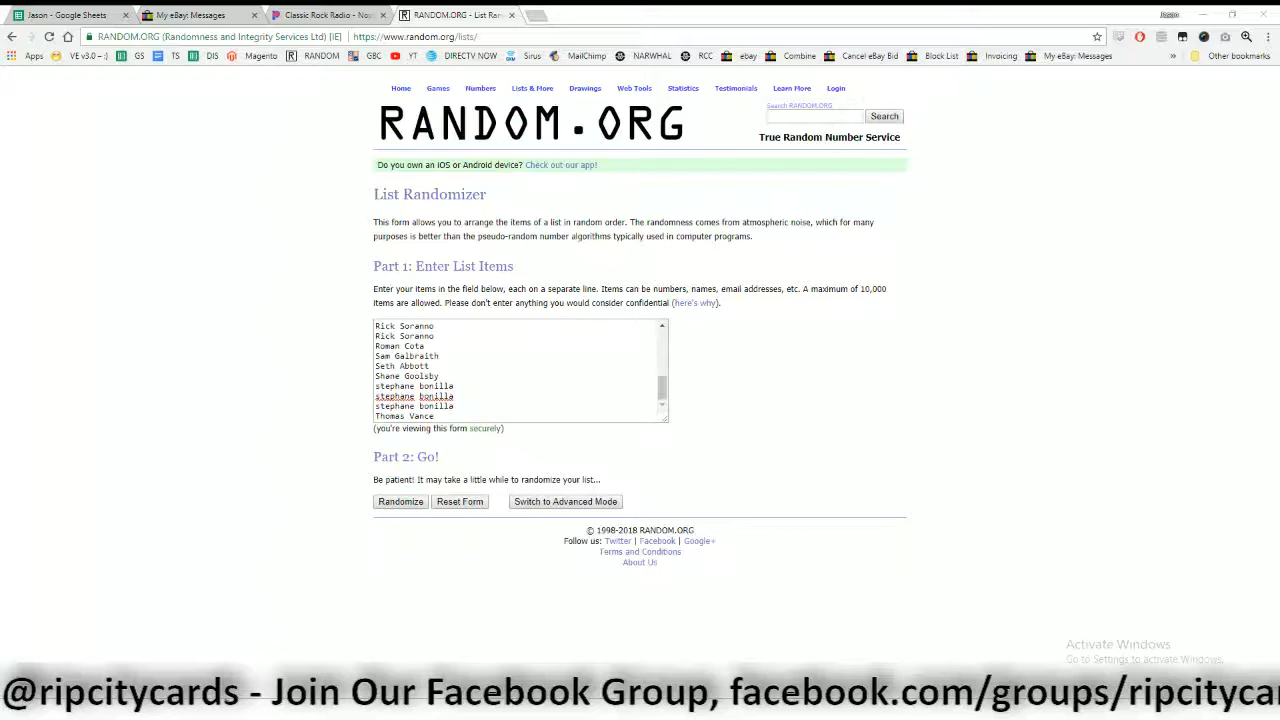 Jason - Google Sheets
My eBay: Messages
Classic Rock Radio - No
RANDOM.ORG - List Ran
Jason
RANDOM.ORG (Randomness and Integrity Services Ltd) [IE]
https://www.random.org/lists/
Apps
VE v3.0 =:)
GS
TS
DIS
Magento
RANDOM
GBC
YT
DIRECTV NOW
Sirus
MailChimp
NARWHAL
RCC
ebay
Combine
Cancel eBay Bid
Block List
Invoicing
My eBay: Messages
»
Other bookmarks
Home
Games
Numbers
Lists & More
Drawings
Web Tools
Statistics
Testimonials
Learn More
Login
RANDOM.ORG
Search RANDOM.ORG
Search
True Random Number Service
Do you own an iOS or Android device? Check out our app!
List Randomizer
This form allows you to arrange the items of a list in random order. The randomness comes from atmospheric noise, which for many
purposes is better than the pseudo-random number algorithms typically used in computer programs.
Part 1: Enter List Items
Enter your items in the field below, each on a separate line. Items can be numbers, names, email addresses, etc. A maximum of 10,000
items are allowed. Please don't enter anything you would consider confidential (here's why).
Rick Soranno
Rick Soranno
Roman Cota
Sam Galbraith
Seth Abbott
Shane Goolsby
stephane bonilla
stephane bonilla
stephane bonilla
Thomas Vance
(you're viewing this form securely)
Part 2: Go!
Be patient! It may take a little while to randomize your list...
Randomize
Reset Form
Switch to Advanced Mode
© 1998-2018 RANDOM.ORG
Follow us: Twitter | Facebook | Google+
Terms and Conditions
About Us
Activate Windows
Go to Settings to activate Windows.
@ripcitycards - Join Our Facebook Group, facebook.com/groups/ripcitycar